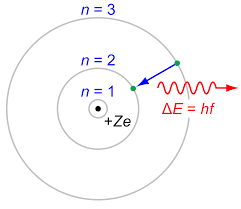 n = 3
n = 2
n = 1
+Ze
ΔE = hf